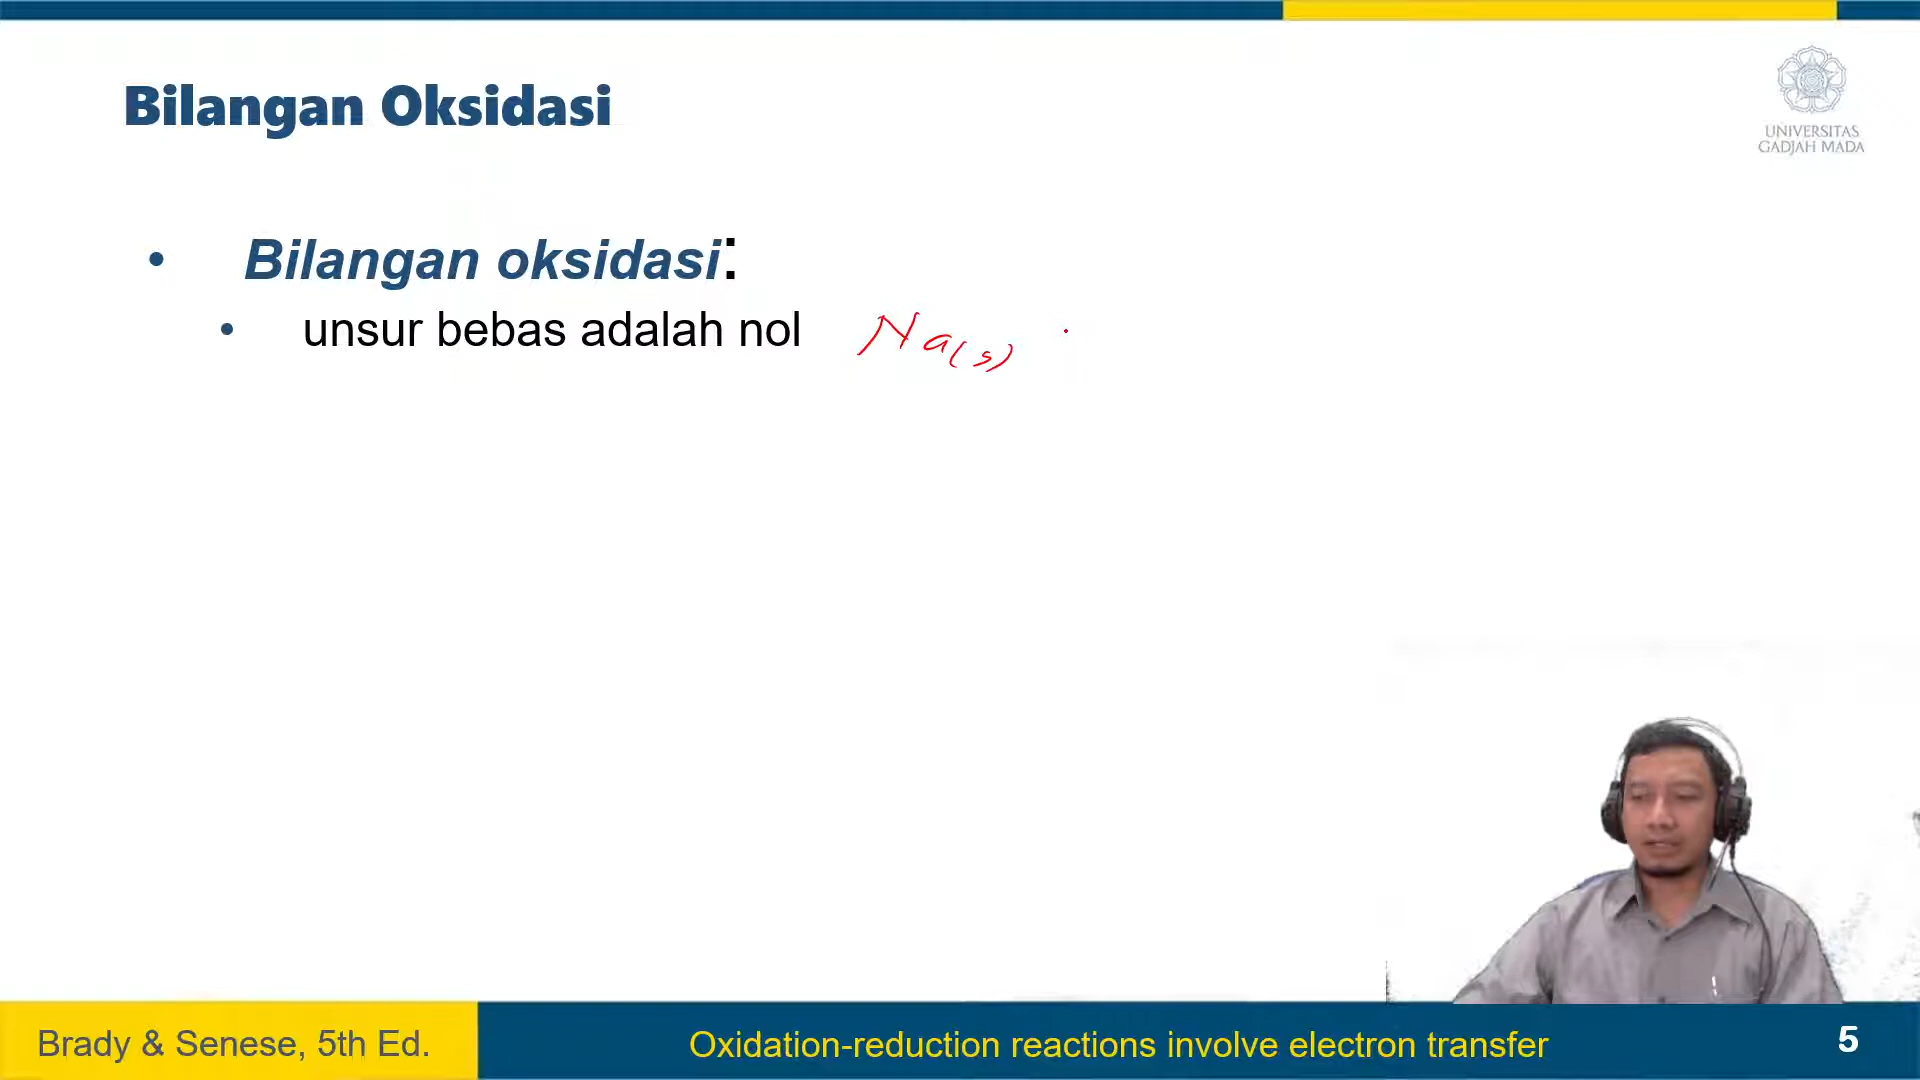 Bilangan Oksidasi
UNIVERSITAS
GADJAH MADA
• Bilangan oksidasi:
• unsur bebas adalah nol Na(s)
Brady & Senese, 5th Ed. Oxidation-reduction reactions involve electron transfer 5